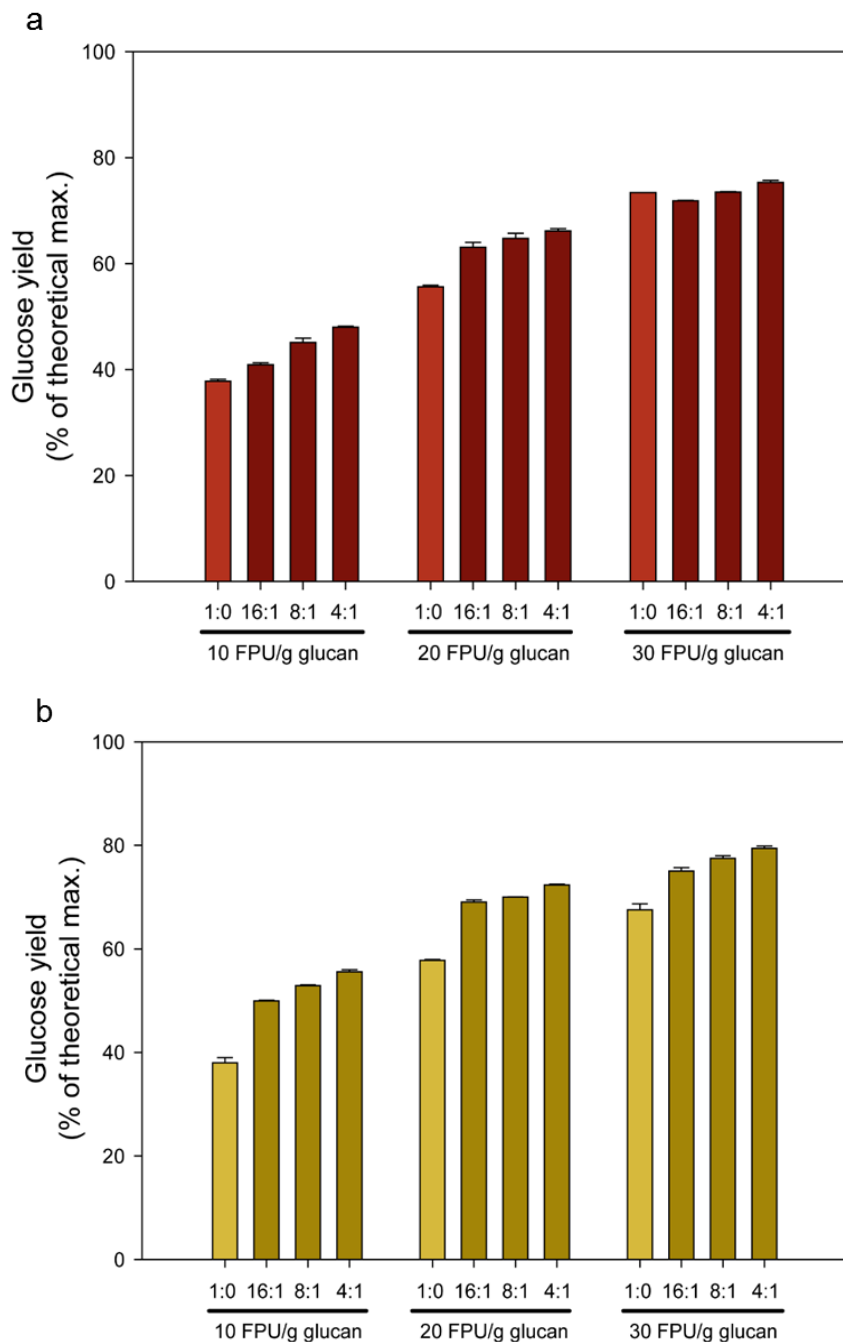 a
100
80
60
40
20
0
Glucose yield
(% of theoretical max.)
1:0 16:1 8:1 4:1 1:0 16:1 8:1 4:1 1:0 16:1 8:1 4:1
10 FPU/g glucan 20 FPU/g glucan 30 FPU/g glucan
b
100
80
60
40
20
0
Glucose yield
(% of theoretical max.)
1:0 16:1 8:1 4:1 1:0 16:1 8:1 4:1 1:0 16:1 8:1 4:1
10 FPU/g glucan 20 FPU/g glucan 30 FPU/g glucan